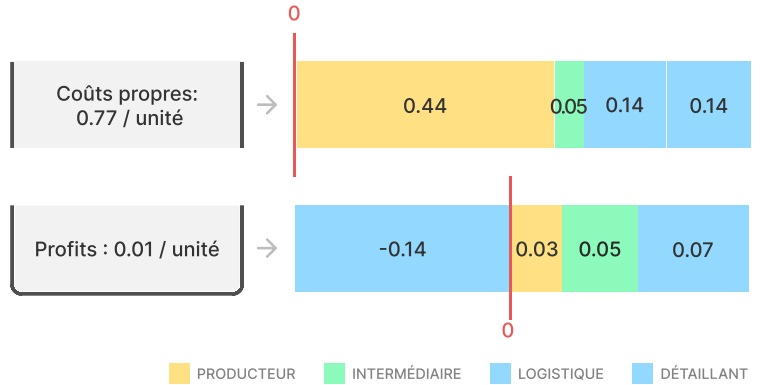 0
Coûts propres:
0.77 / unité
0.44 0.05 0.14 0.14
Profits : 0.01 / unité
-0.14 0.03 0.05 0.07
0
PRODUCTEUR INTERMÉDIAIRE LOGISTIQUE DÉTAILLANT